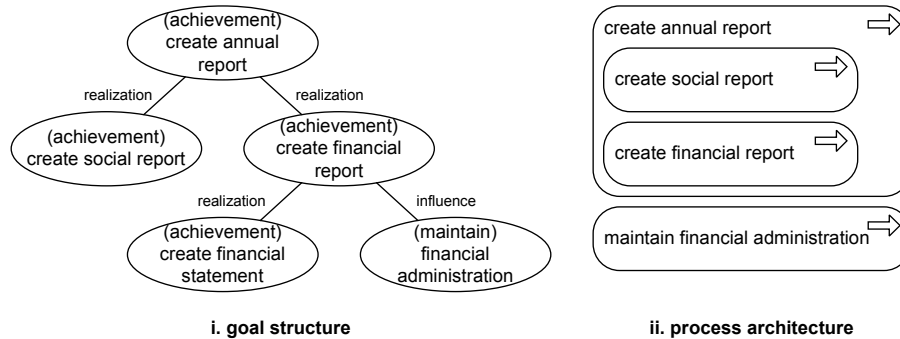 (achievement)
create annual
report
realization
realization
(achievement)
create social report
(achievement)
create financial
report
realization
influence
(achievement)
create financial
statement
(maintain)
financial
administration
i. goal structure
create annual report
create social report
create financial report
maintain financial administration
ii. process architecture